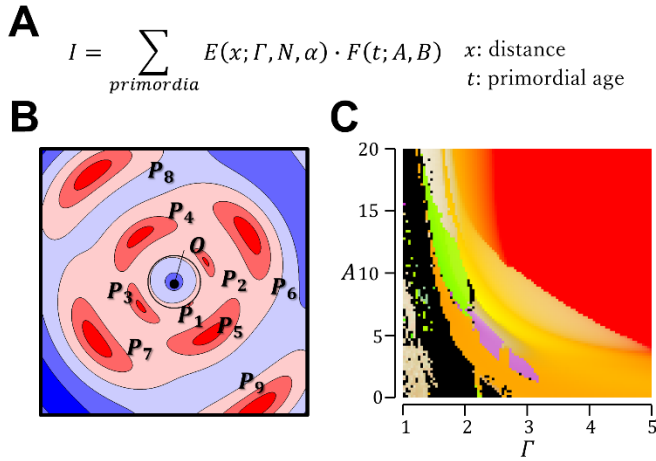 A
I = ∑ E(x; Γ, N, α) · F(t; A, B) x: distance
primordia t: primordial age
B C
P₈
P₄
O
P₂
P₃ P₆
P₁
P₅
P₇
P₉
20
15
A 10
5
0
1 2 3 4 5
Γ